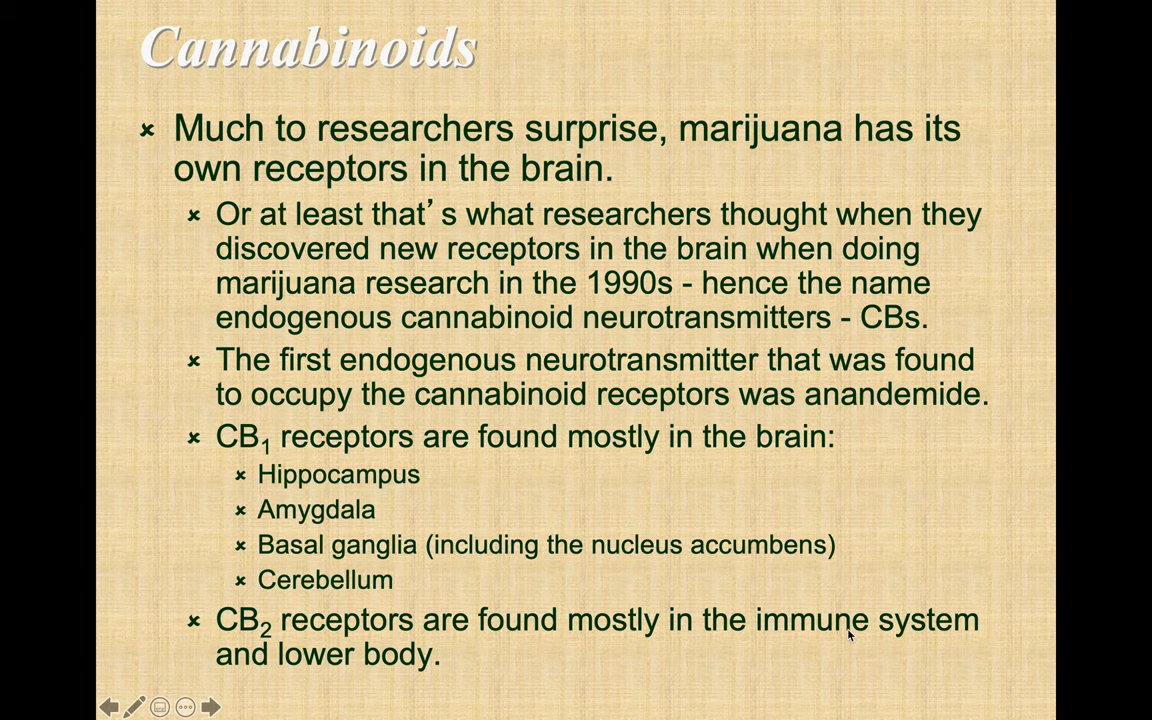 Cannabinoids
Much to researchers surprise, marijuana has its
own receptors in the brain.
Or at least that’s what researchers thought when they
discovered new receptors in the brain when doing
marijuana research in the 1990s - hence the name
endogenous cannabinoid neurotransmitters - CBs.
The first endogenous neurotransmitter that was found
to occupy the cannabinoid receptors was anandemide.
CB₁ receptors are found mostly in the brain:
Hippocampus
Amygdala
Basal ganglia (including the nucleus accumbens)
Cerebellum
CB₂ receptors are found mostly in the immune system
and lower body.